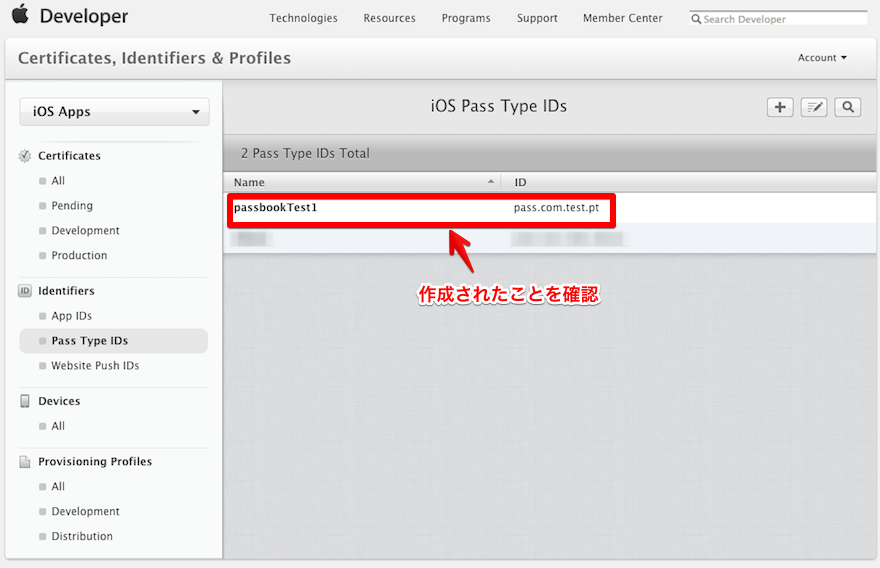 Developer
Technologies Resources Programs Support Member Center Search Developer
Certificates, Identifiers & Profiles
Account
iOS Apps
Certificates
All
Pending
Development
Production
ID Identifiers
App IDs
Pass Type IDs
Website Push IDs
Devices
All
Provisioning Profiles
All
Development
Distribution
iOS Pass Type IDs
2 Pass Type IDs Total
Name ID
passbookTest1 pass.com.test.pt
作成されたことを確認